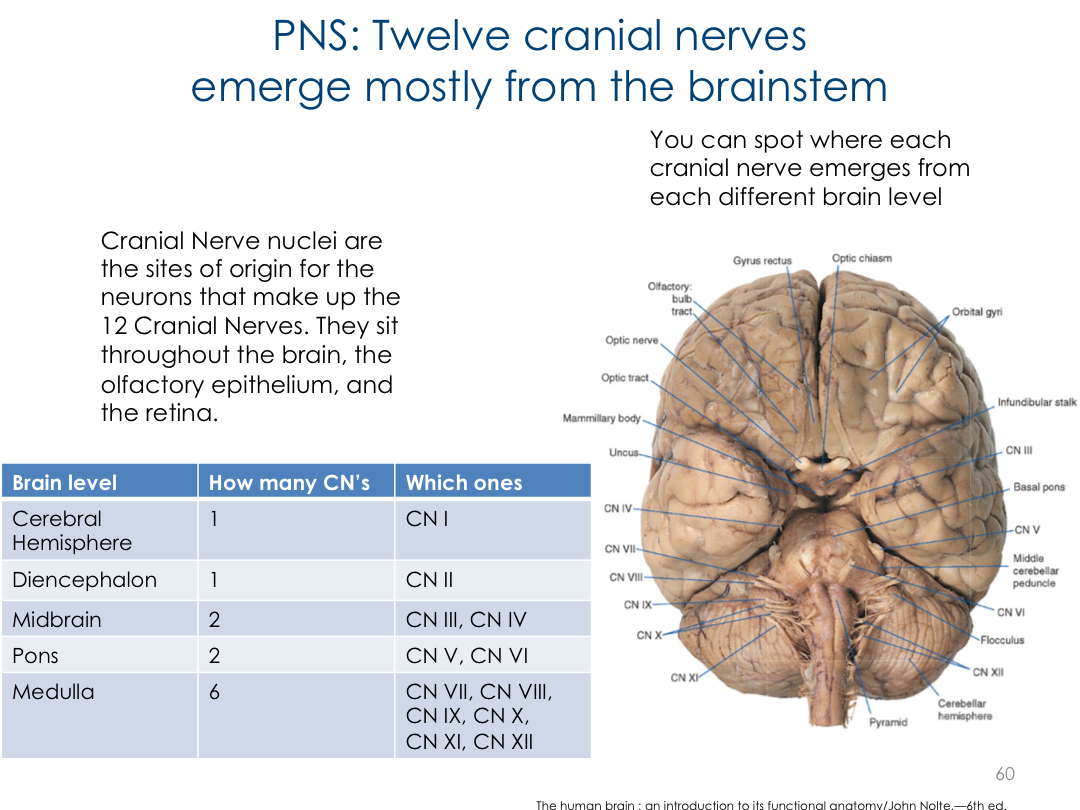 PNS: Twelve cranial nerves
emerge mostly from the brainstem
You can spot where each
cranial nerve emerges from
each different brain level
Cranial Nerve nuclei are
the sites of origin for the
neurons that make up the
12 Cranial Nerves. They sit
throughout the brain, the
olfactory epithelium, and
the retina.
Brain level How many CN's Which ones
Cerebral
Hemisphere 1 CN I
Diencephalon 1 CN II
Midbrain 2 CN III, CN IV
Pons 2 CN V, CN VI
Medulla 6 CN VII, CN VIII,
CN IX, CN X,
CN XI, CN XII
Gyrus rectus
Optic chiasm
Olfactory:
bulb
tract
Optic nerve
Optic tract
Mammillary body
Uncus
CN IV
CN VII
CN VIII
CN IX
CN X
CN XI
Orbital gyri
Infundibular stalk
CN III
Basal pons
CN V
Middle
cerebellar
peduncle
CN VI
Flocculus
CN XII
Cerebellar
hemisphere
Pyramid
60
The human brain : an introduction to its functional anatomy/John Nolte.—6th ed.